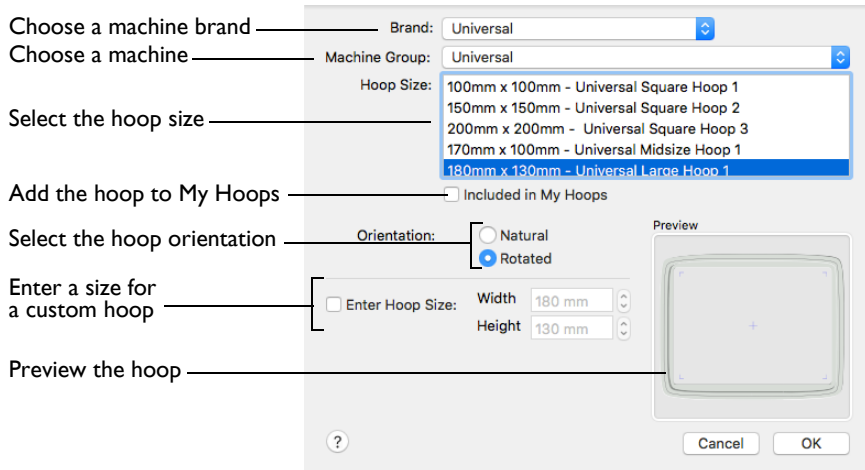 Choose a machine brand
Brand: Universal
Choose a machine
Machine Group: Universal
Hoop Size:
100mm x 100mm - Universal Square Hoop 1
150mm x 150mm - Universal Square Hoop 2
Select the hoop size
200mm x 200mm - Universal Square Hoop 3
170mm x 100mm - Universal Midsize Hoop 1
180mm x 130mm - Universal Large Hoop 1
Add the hoop to My Hoops
Included in My Hoops
Select the hoop orientation
Orientation:
Natural
Rotated
Preview
Enter a size for
a custom hoop
Enter Hoop Size:
Width 180 mm
Height 130 mm
Preview the hoop
?
Cancel
OK